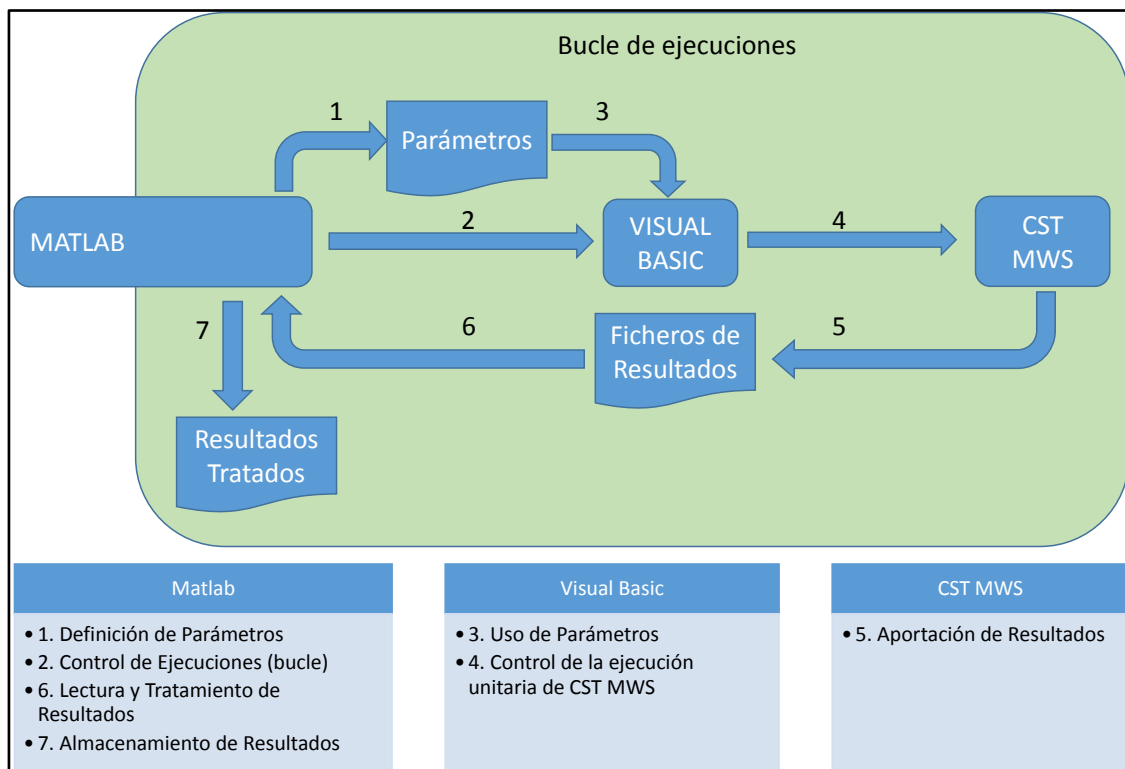 Bucle de ejecuciones
1
Parámetros
3
MATLAB
2
VISUAL
BASIC
4
CST
MWS
7
6
Ficheros de
Resultados
5
Resultados
Tratados
Matlab
• 1. Definición de Parámetros
• 2. Control de Ejecuciones (bucle)
• 6. Lectura y Tratamiento de
Resultados
• 7. Almacenamiento de Resultados
Visual Basic
• 3. Uso de Parámetros
• 4. Control de la ejecución
unitaria de CST MWS
CST MWS
• 5. Aportación de Resultados